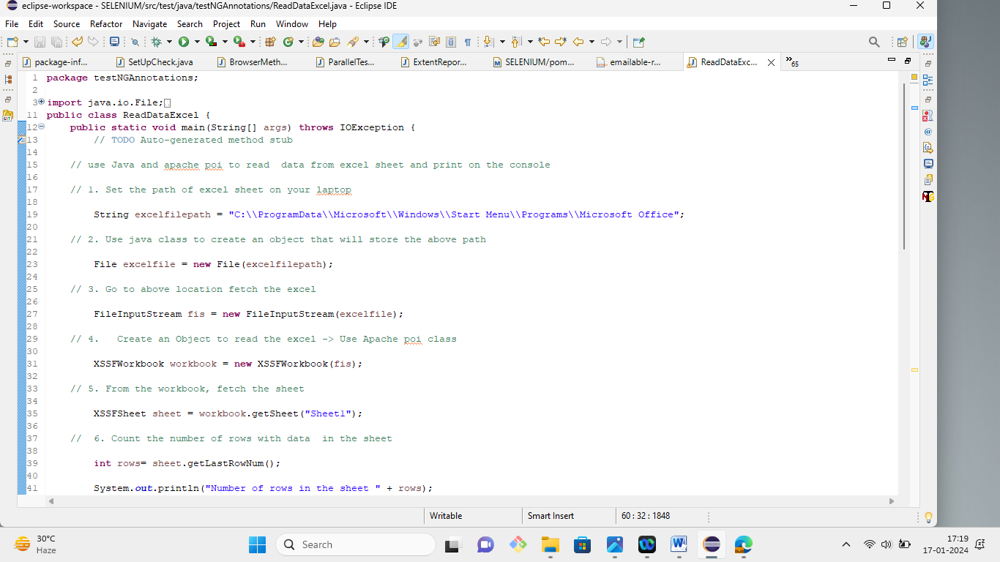 eclipse-workspace - SELENIUM/src/test/java/testNGAnnotations/ReadDataExcel.java - Eclipse IDE
File Edit Source Refactor Navigate Search Project Run Window Help
package-inf... SetUpCheck.java BrowserMeth... ParallelTes... ExtentRepor... SELENIUM/pom... emailable-r... ReadDataExc... 65
1 package testNGAnnotations;
2
3 import java.io.File;
11 public class ReadDataExcel {
12 public static void main(String[] args) throws IOException {
13 // TODO Auto-generated method stub
14
15 // use Java and apache poi to read  data from excel sheet and print on the console
16
17 // 1. Set the path of excel sheet on your laptop
18
19 String excelfilepath = "C:\\ProgramData\\Microsoft\\Windows\\Start Menu\\Programs\\Microsoft Office";
20
21 // 2. Use java class to create an object that will store the above path
22
23 File excelfile = new File(excelfilepath);
24
25 // 3. Go to above location fetch the excel
26
27 FileInputStream fis = new FileInputStream(excelfile);
28
29 // 4.   Create an Object to read the excel -> Use Apache poi class
30
31 XSSFWorkbook workbook = new XSSFWorkbook(fis);
32
33 // 5. From the workbook, fetch the sheet
34
35 XSSFSheet sheet = workbook.getSheet("Sheet1");
36
37 //  6. Count the number of rows with data  in the sheet
38
39 int rows= sheet.getLastRowNum();
40
41 System.out.println("Number of rows in the sheet " + rows);
Writable Smart Insert 60 : 32 : 1848
30°C
Haze
Search
17:19
17-01-2024